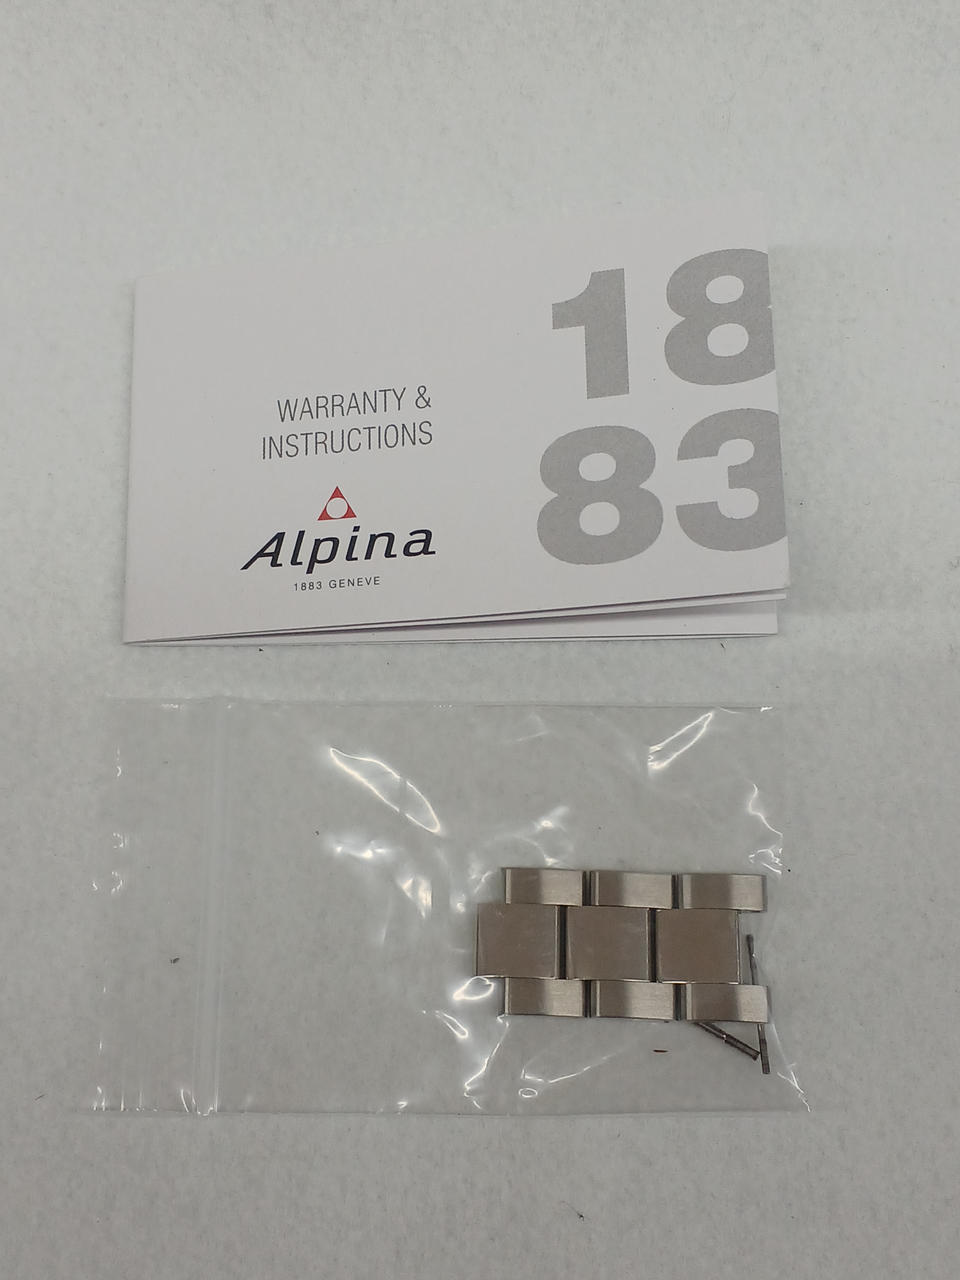 WARRANTY &
INSTRUCTIONS
Alpina
1883 GENEVE
18
83